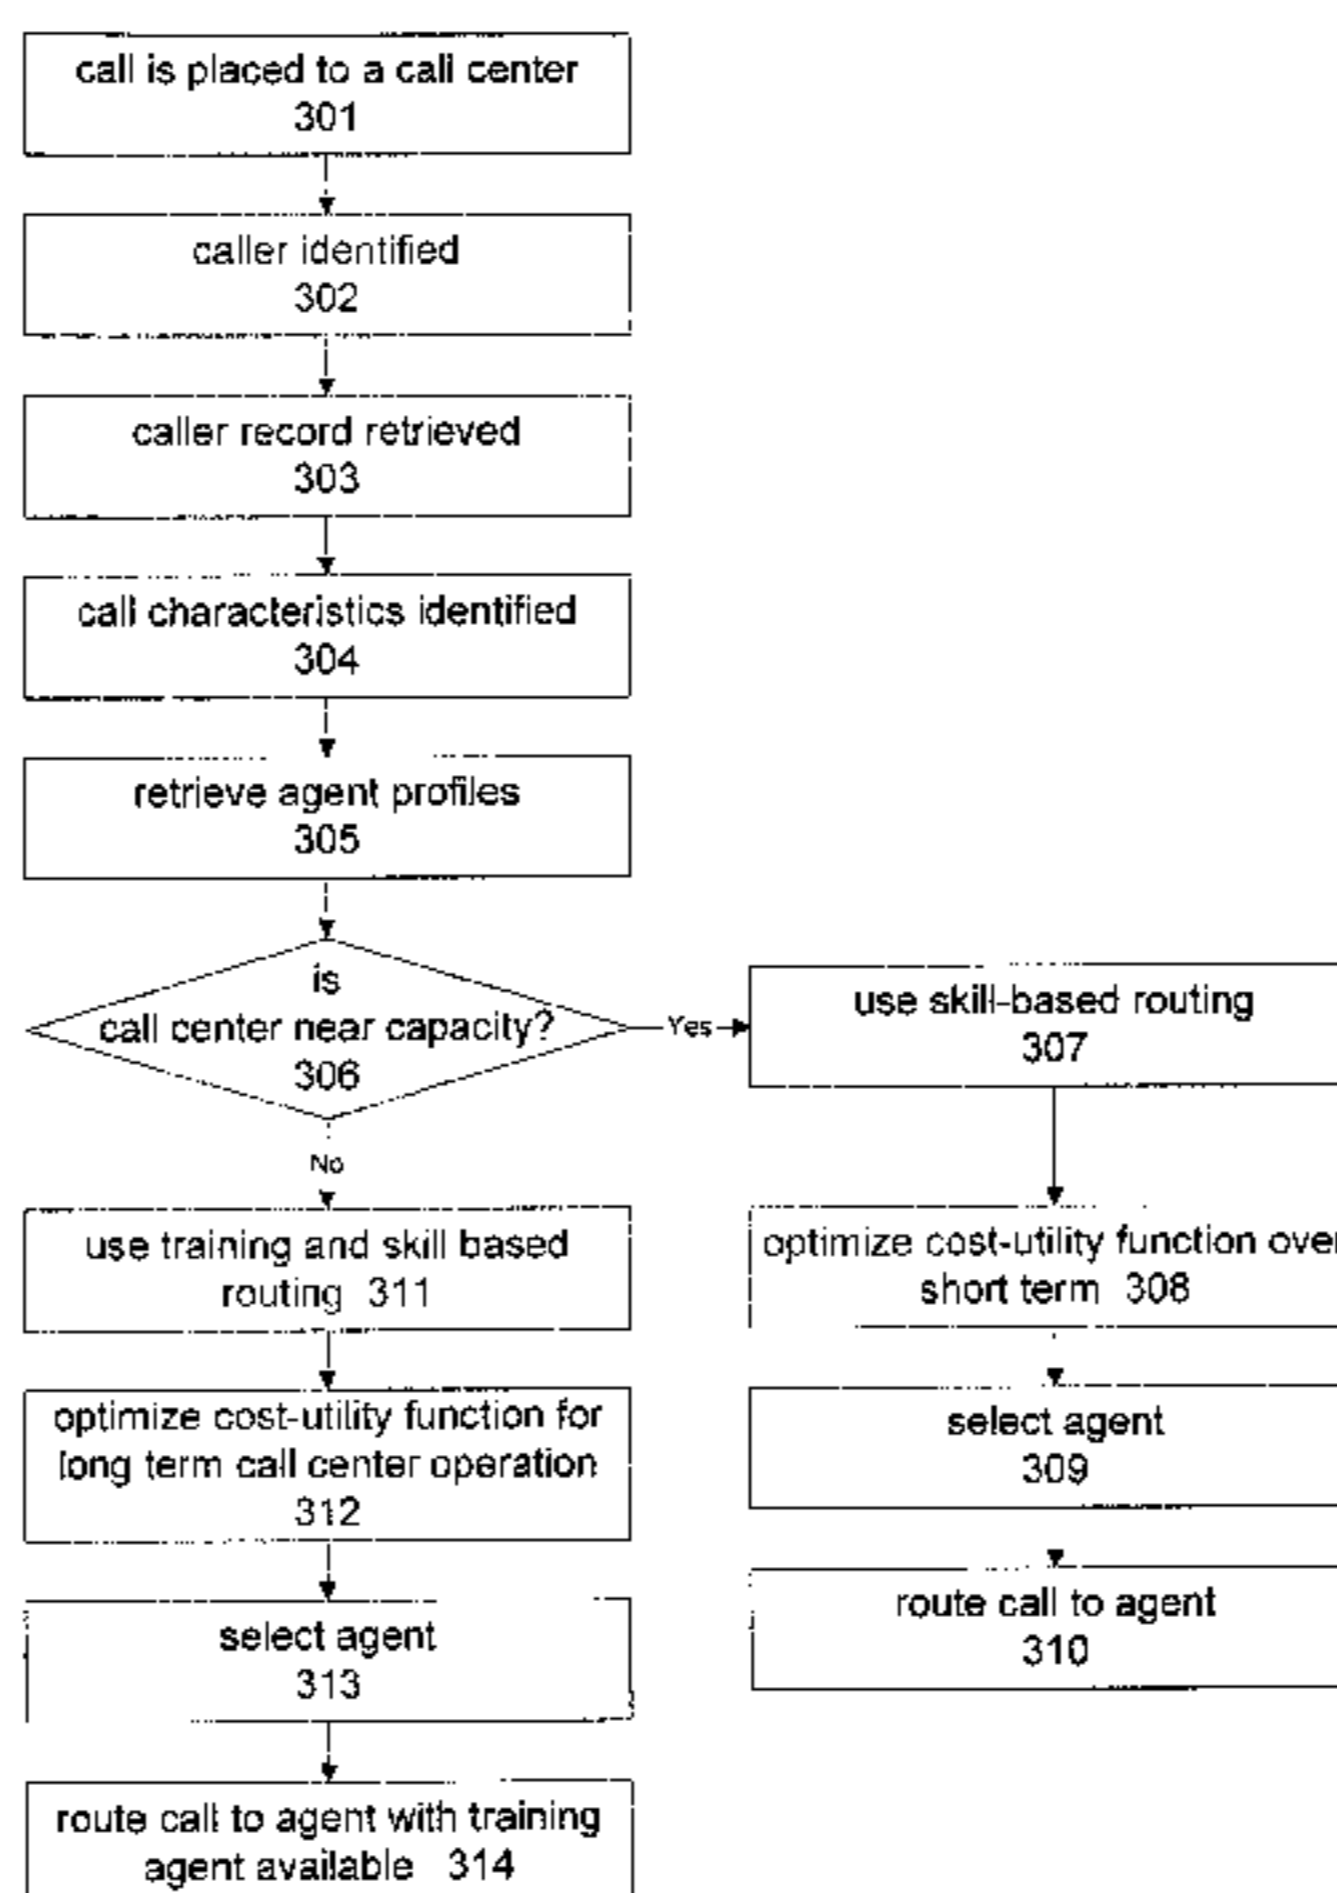 call is placed to a call center
301
caller identified
302
caller record retrieved
303
call characteristics identified
304
retrieve agent profiles
305
is
call center near capacity?
306
Yes
No
use training and skill based
routing 311
optimize cost-utility function for
long term call center operation
312
select agent
313
route call to agent with training
agent available 314
use skill-based routing
307
optimize cost-utility function over
short term 308
select agent
309
route call to agent
310